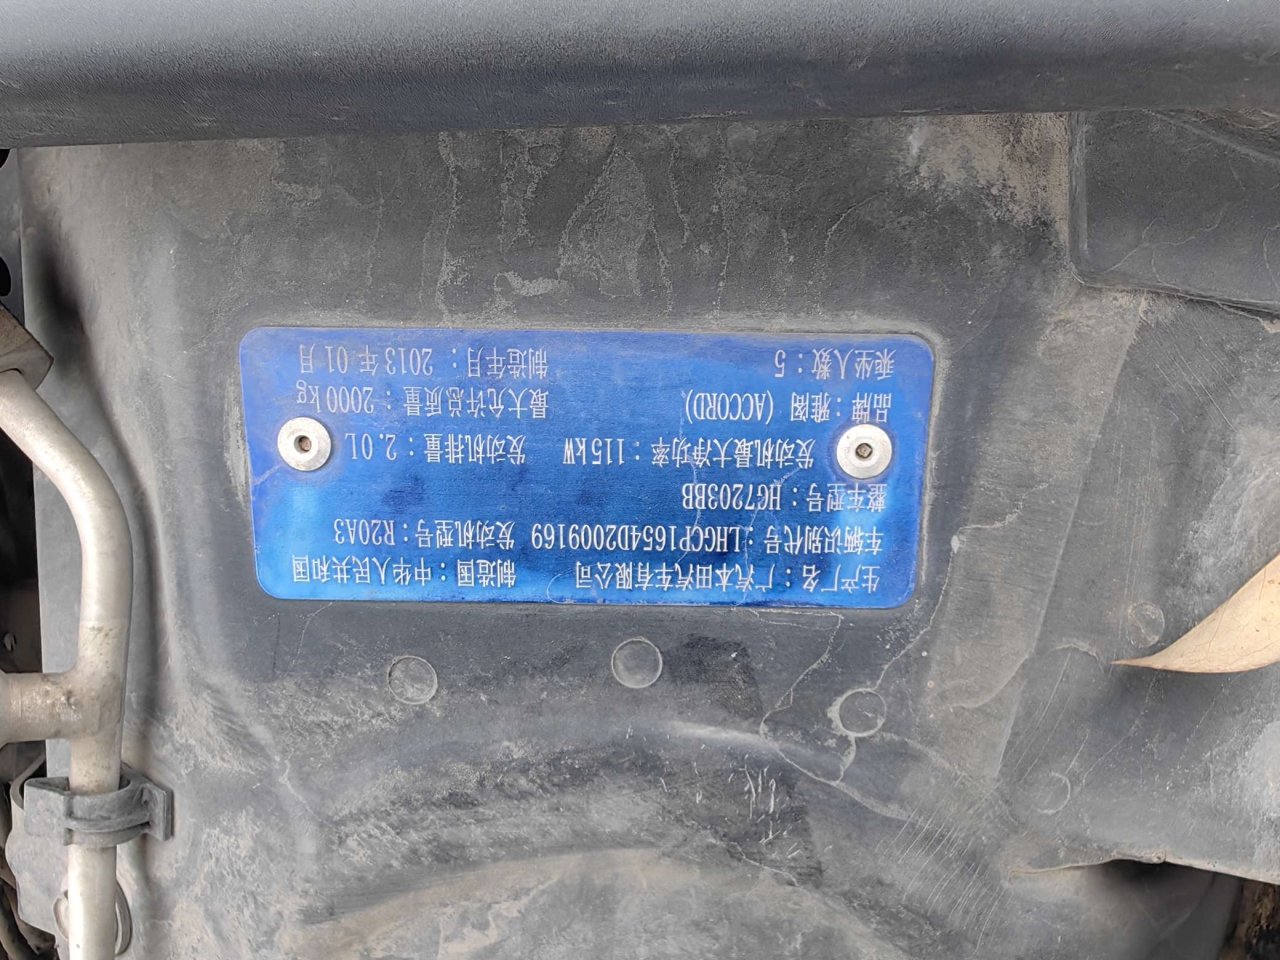 生产厂名：广汽本田汽车有限公司 制造国：中华人民共和国
车辆识别代号：LHGCP1654D2009169 发动机型号：R20A3
整车型号：HG7203BB
发动机最大净功率：115kW 发动机排量：2.0L
品牌：雅阁 (ACCORD) 最大允许总质量：2000kg
乘坐人数：5 制造年月：2013年01月